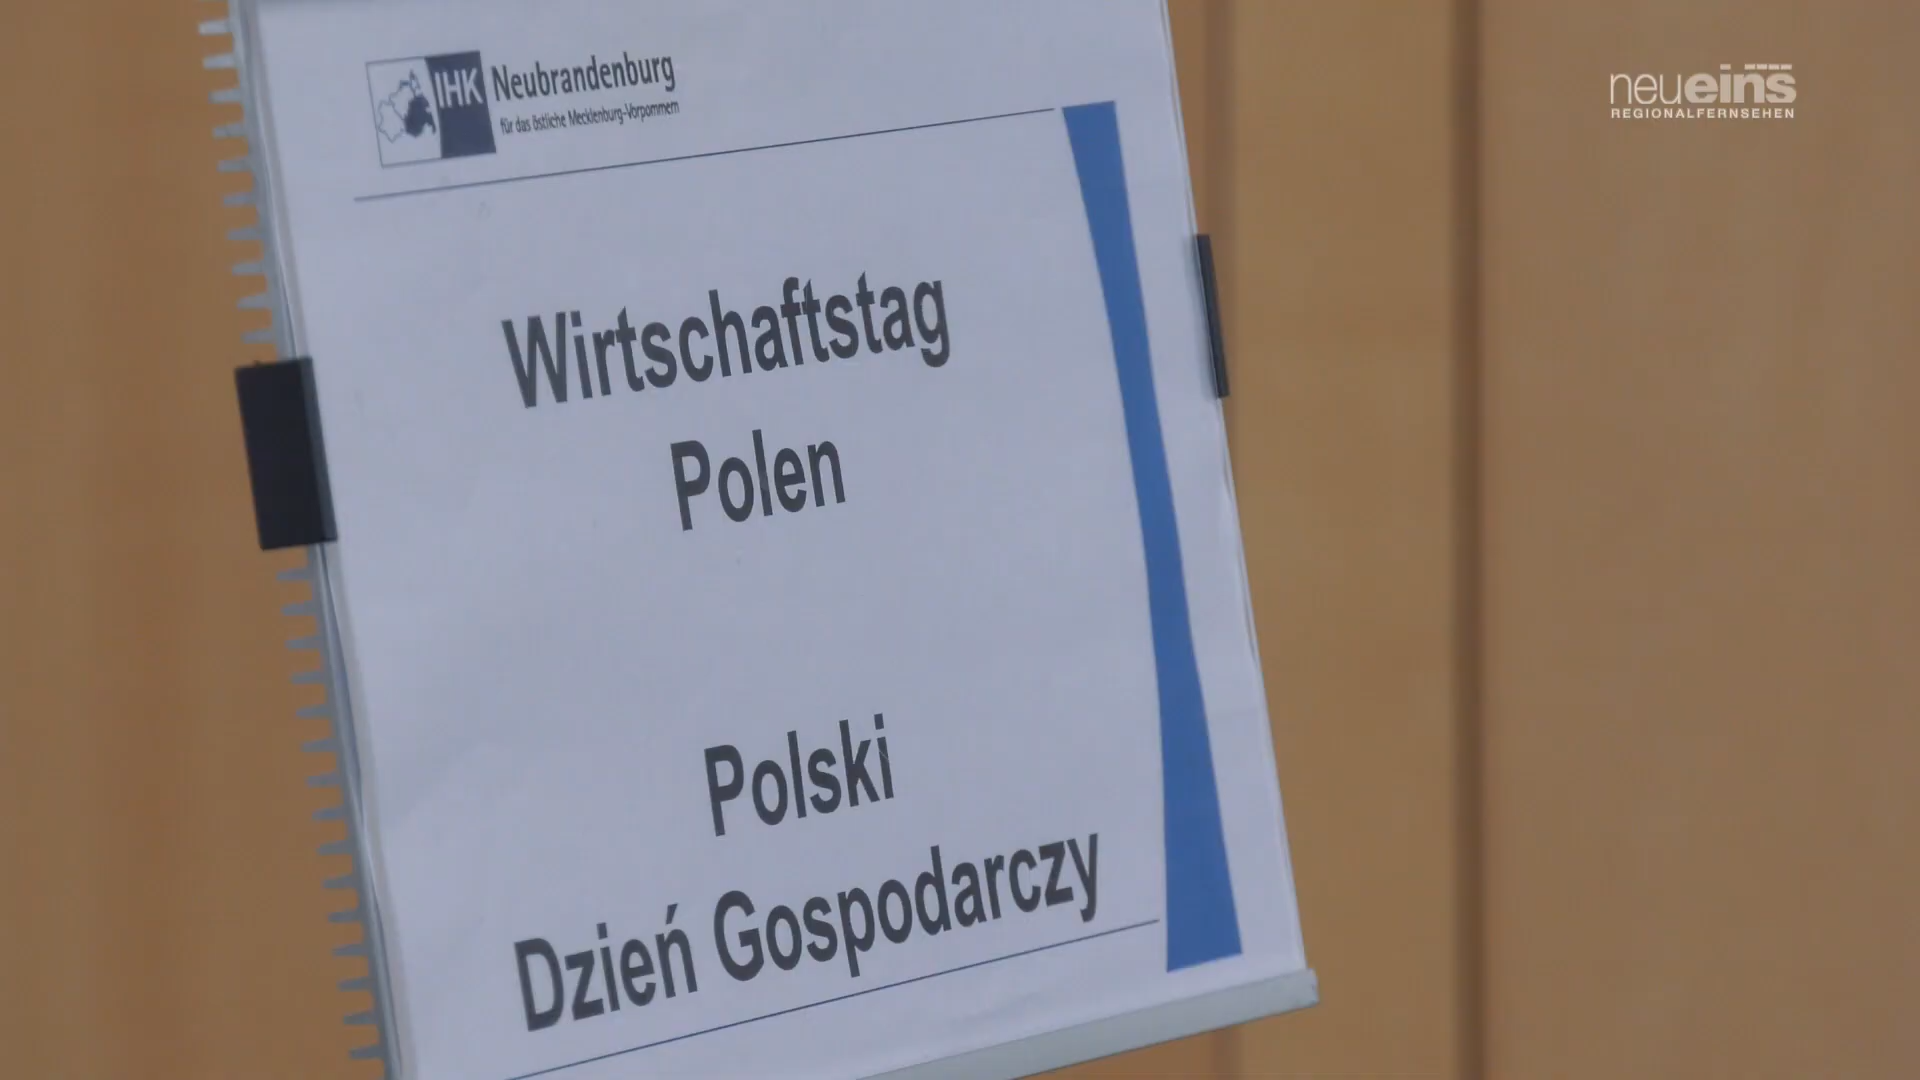 neueins
REGIONALFERNSEHEN
IHK Neubrandenburg
für das östliche Mecklenburg-Vorpommern
Wirtschaftstag
Polen
Polski
Dzień Gospodarczy